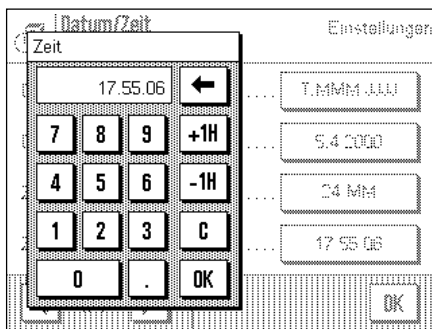 Datum/Zeit
Einstellungen
Zeit
17.55.06
T.MMM.JJJJ
7 8 9 +1H
5.4.2000
4 5 6 -1H
24 MM
1 2 3 C
17 55 06
0 . OK
OK